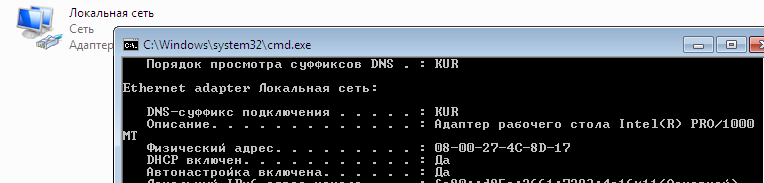 Локальная сеть
Сеть
Адаптер
C:\Windows\system32\cmd.exe
Порядок просмотра суффиксов DNS . : KUR
Ethernet adapter Локальная сеть:
DNS-суффикс подключения . . . . . : KUR
Описание. . . . . . . . . . . . . : Адаптер рабочего стола Intel(R) PRO/1000
MT
Физический адрес. . . . . . . . . : 08-00-27-4C-8D-17
DHCP включен. . . . . . . . . . . : Да
Автонастройка включена. . . . . . : Да